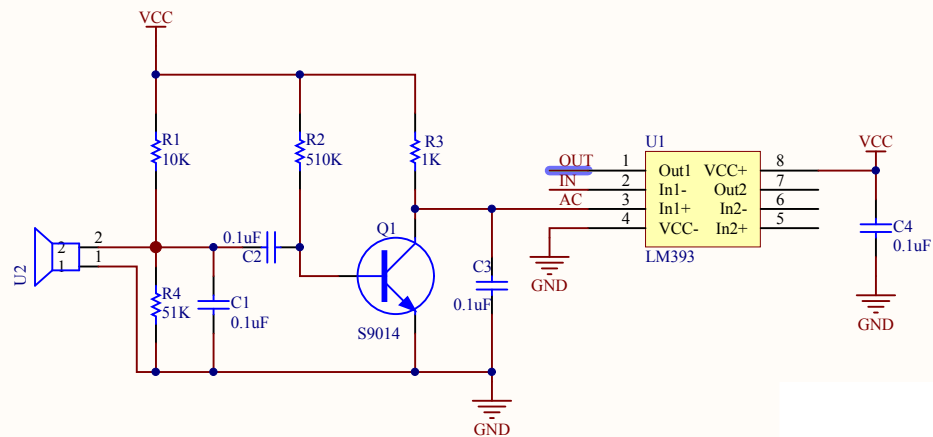 VCC
R1
10K
R2
510K
R3
1K
U2
2
1
2
1
R4
51K
C1
0.1uF
0.1uF
C2
Q1
S9014
C3
0.1uF
GND
U1
OUT
IN
AC
1
2
3
4
Out1
In1-
In1+
VCC-
VCC+
Out2
In2-
In2+
8
7
6
5
LM393
GND
VCC
C4
0.1uF
GND